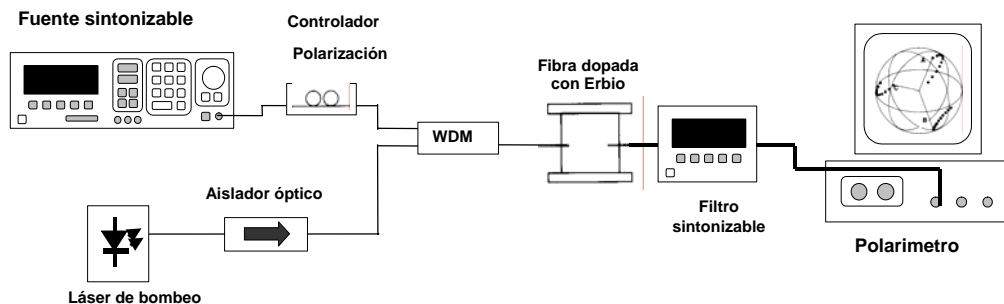 Fuente sintonizable
Controlador
Polarización
Fibra dopada
con Erbio
WDM
Aislador óptico
Filtro
sintonizable
Polarimetro
Láser de bombeo
A
B